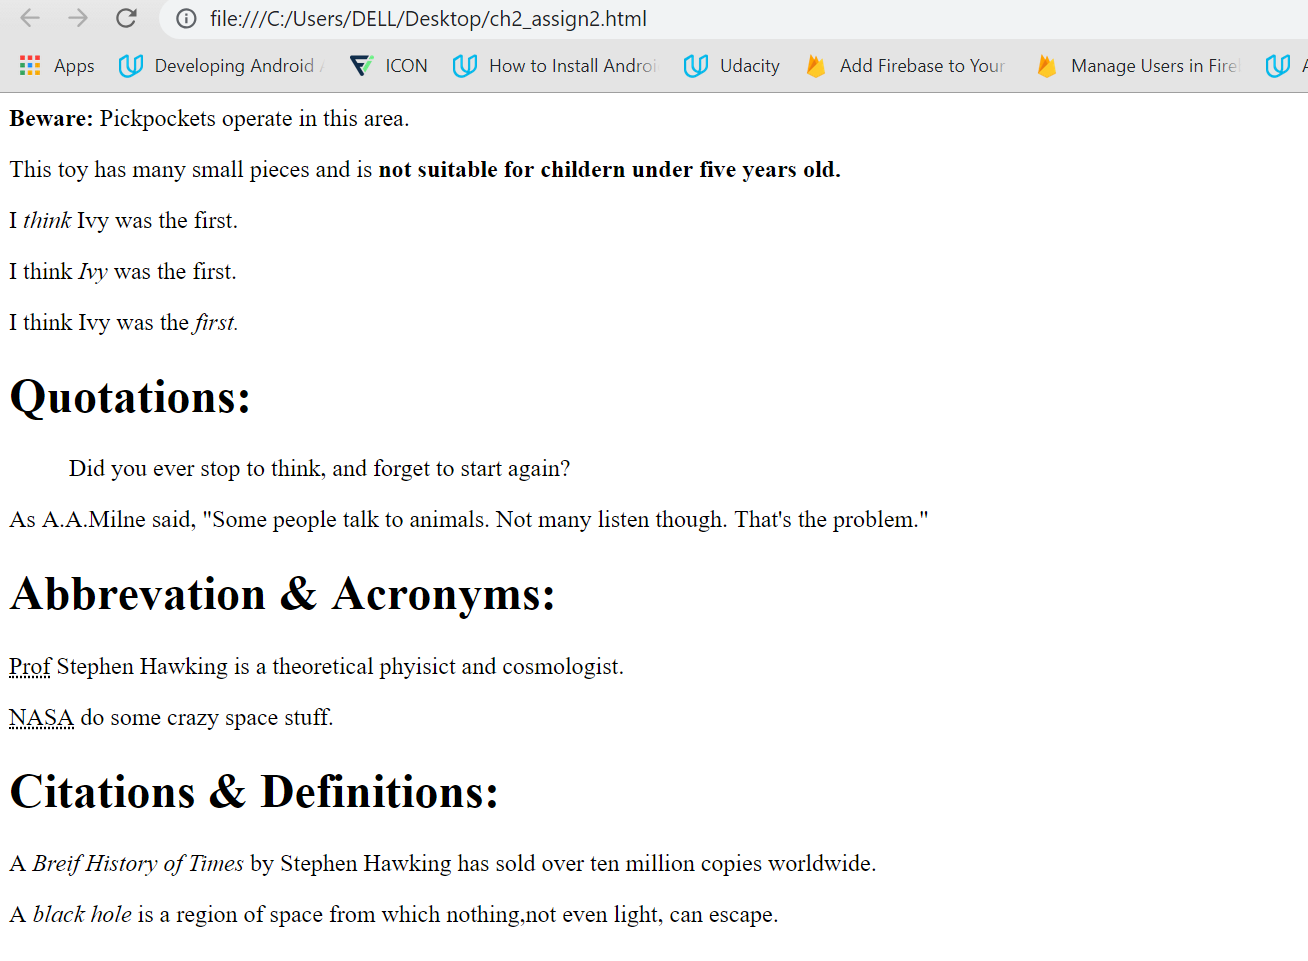 file:///C:/Users/DELL/Desktop/ch2_assign2.html
Apps Developing Android ICON How to Install Udacity Add Firebase to Your Manage Users in
Beware: Pickpockets operate in this area.
This toy has many small pieces and is not suitable for childern under five years old.
I think Ivy was the first.
I think Ivy was the first.
I think Ivy was the first.
Quotations:
Did you ever stop to think, and forget to start again?
As A.A.Milne said, "Some people talk to animals. Not many listen though. That's the problem."
Abbrevation & Acronyms:
Prof Stephen Hawking is a theoretical phyisict and cosmologist.
NASA do some crazy space stuff.
Citations & Definitions:
A Breif History of Times by Stephen Hawking has sold over ten million copies worldwide.
A black hole is a region of space from which nothing,not even light, can escape.